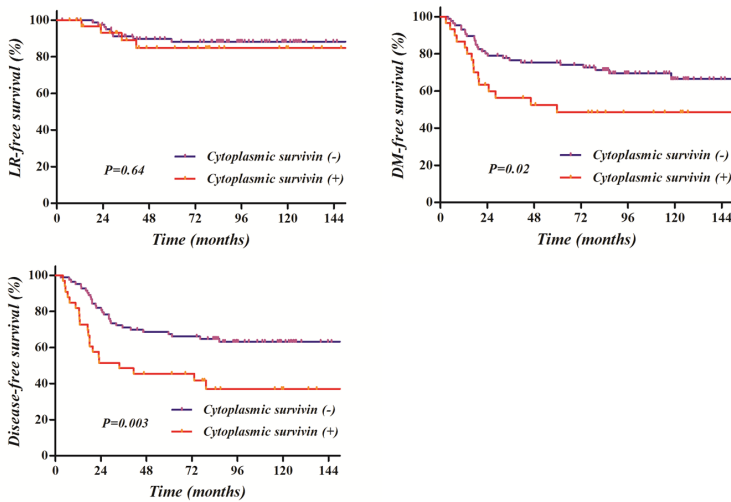 LR-free survival (%)
100
80
60
40
20
0
P=0.64
Cytoplasmic survivin (-)
Cytoplasmic survivin (+)
0 24 48 72 96 120 144
Time (months)
DM-free survival (%)
100
80
60
40
20
0
P=0.02
Cytoplasmic survivin (-)
Cytoplasmic survivin (+)
0 24 48 72 96 120 144
Time (months)
Disease-free survival (%)
100
80
60
40
20
0
P=0.003
Cytoplasmic survivin (-)
Cytoplasmic survivin (+)
0 24 48 72 96 120 144
Time (months)